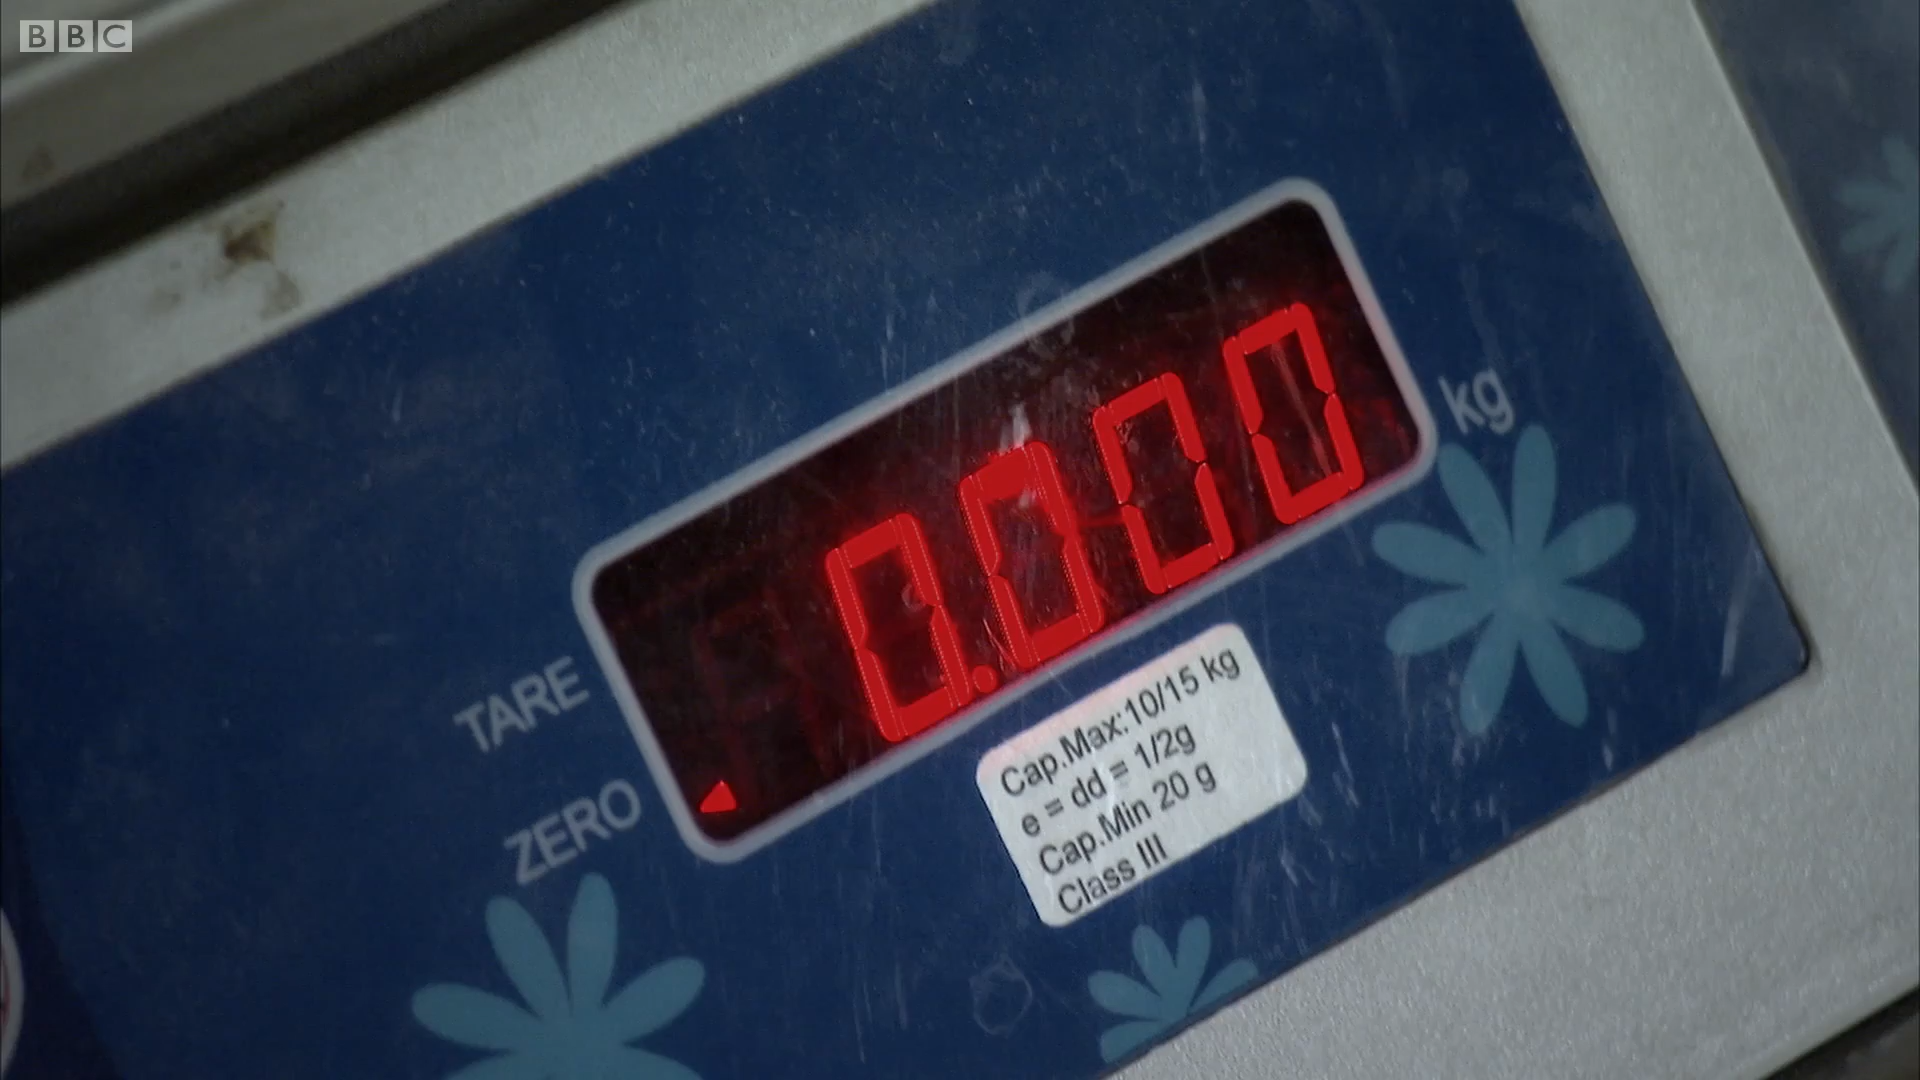 BBC
0.000
kg
TARE
ZERO
Cap.Max:10/15 kg
e = dd = 1/2g
Cap.Min 20 g
Class III